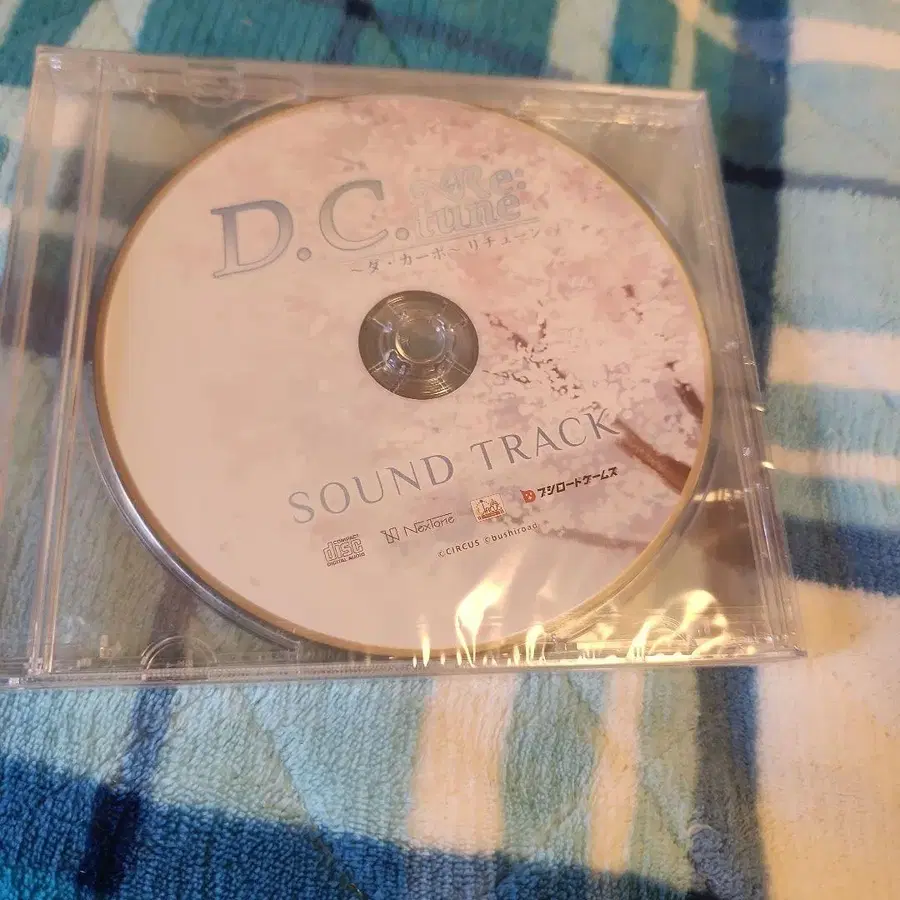 D.C.Re:tune
~ダ・カーポ~ リチューン
SOUND TRACK
COMPACT disc DIGITAL AUDIO
NexTone
ブシロードゲームズ
©CIRCUS ©bushiroad